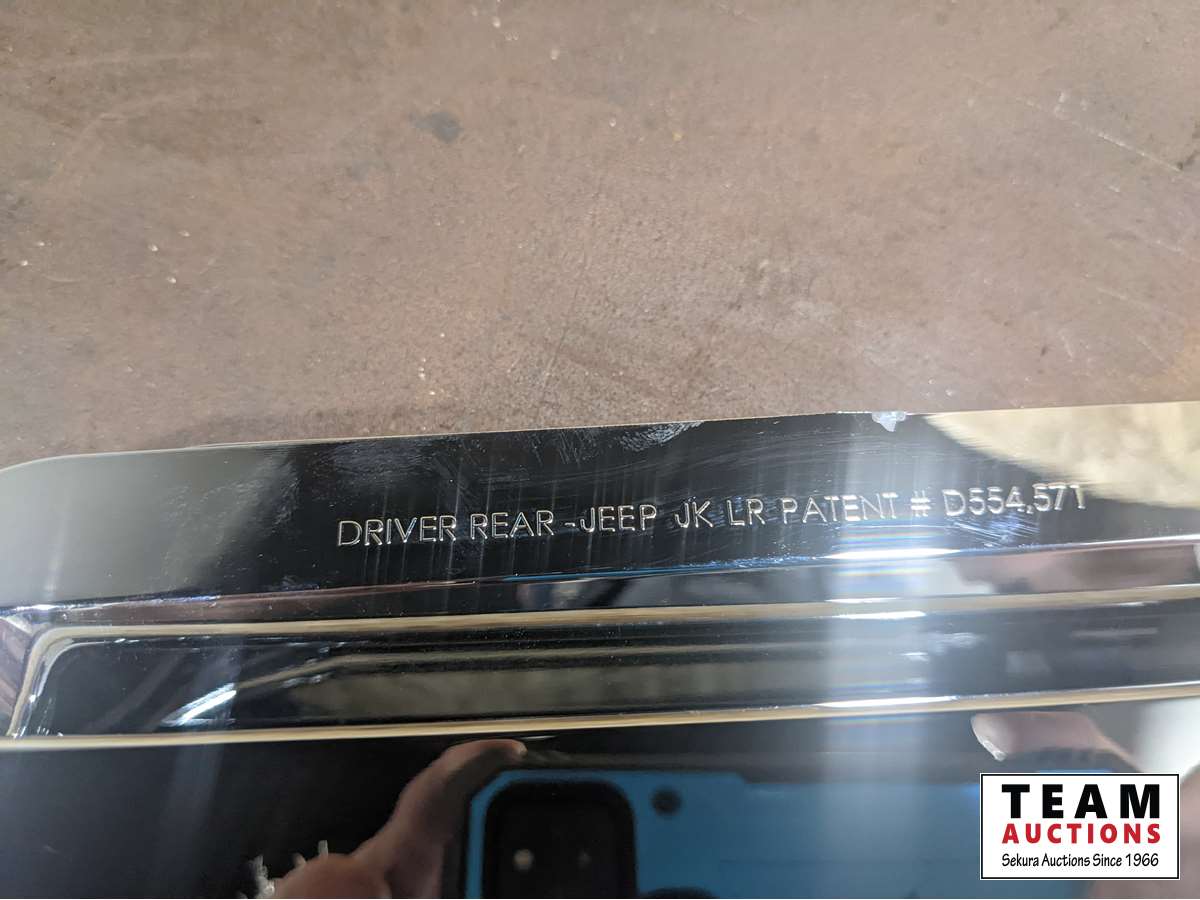 DRIVER REAR -JEEP JK LR PATENT # D554,571
TEAM
AUCTIONS
Sekura Auctions Since 1966